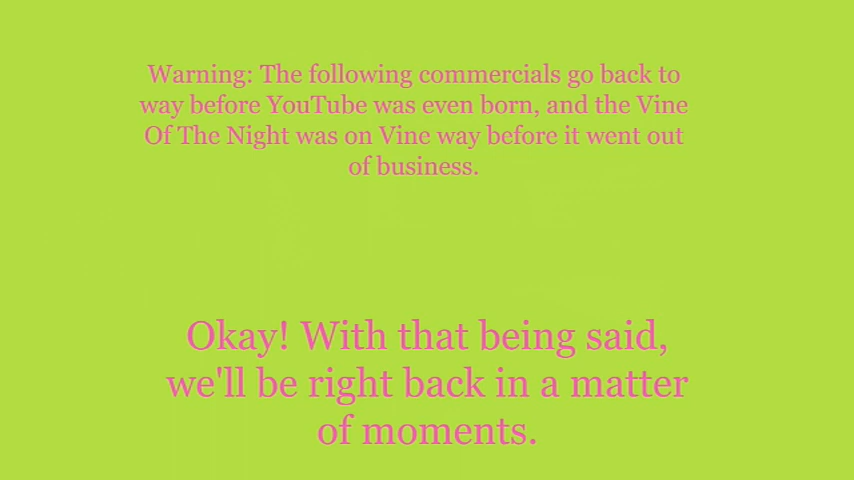 Warning: The following commercials go back to
way before YouTube was even born, and the Vine
Of The Night was on Vine way before it went out
of business.
Okay! With that being said,
we'll be right back in a matter
of moments.